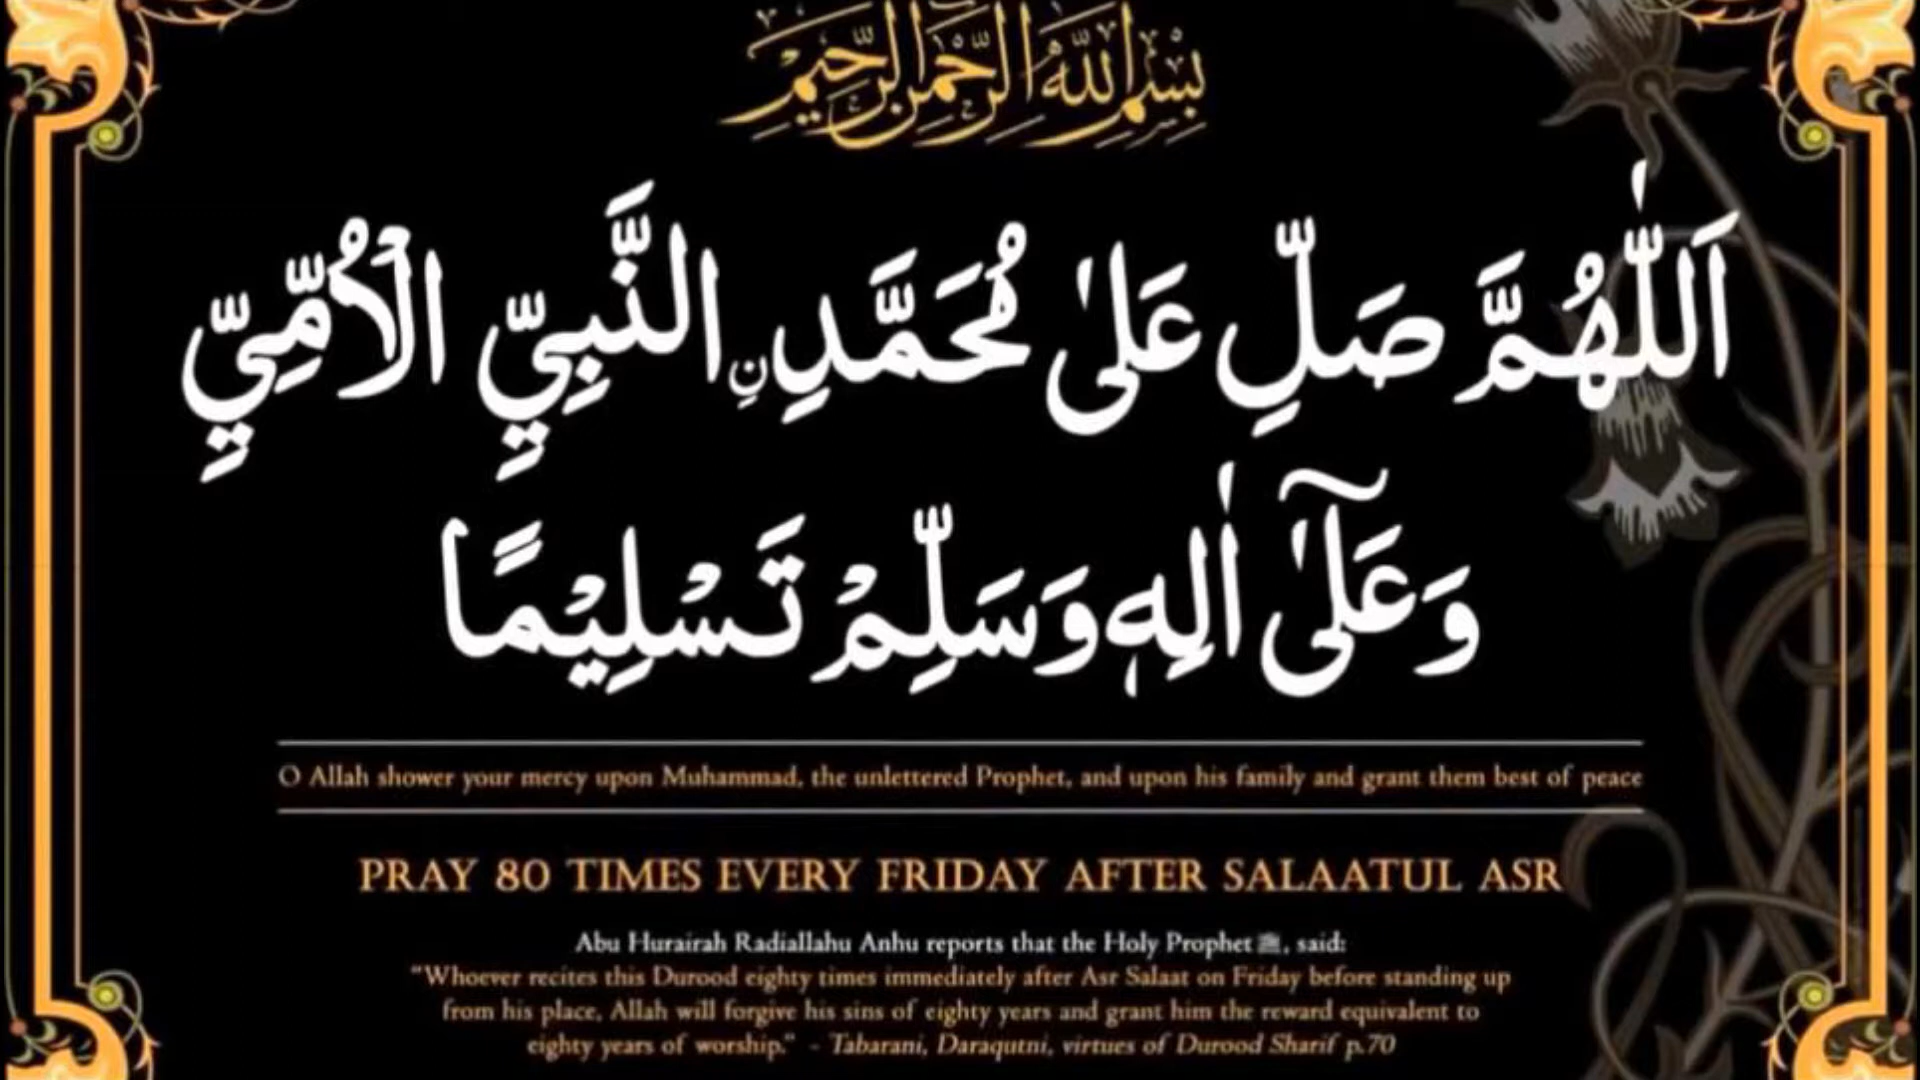 بِسْمِ اللهِ الرَّحْمٰنِ الرَّحِيْمِ
اَللّٰهُمَّ صَلِّ عَلٰى مُحَمَّدِنِ النَّبِيِّ الْاُمِّيِّ
وَعَلٰٓى اٰلِهٖ وَسَلِّمْ تَسْلِيْمًا
O Allah shower your mercy upon Muhammad, the unlettered Prophet, and upon his family and grant them best of peace
PRAY 80 TIMES EVERY FRIDAY AFTER SALAATUL ASR
Abu Hurairah Radiallahu Anhu reports that the Holy Prophet ﷺ, said:
"Whoever recites this Durood eighty times immediately after Asr Salaat on Friday before standing up
from his place, Allah will forgive his sins of eighty years and grant him the reward equivalent to
eighty years of worship." - Tabarani, Daraqutni, virtues of Durood Sharif p.70